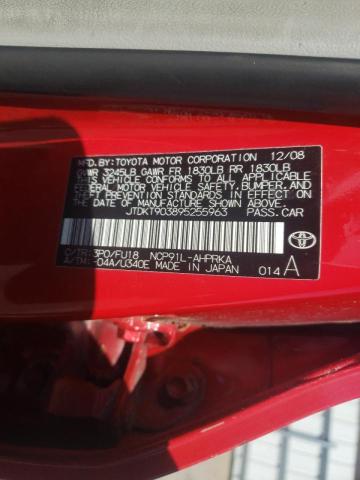 MFD. BY: TOYOTA MOTOR CORPORATION 12/08
GVWR 3245LB GAWR FR 1830LB RR 1830LB
THIS VEHICLE CONFORMS TO ALL APPLICABLE
FEDERAL MOTOR VEHICLE SAFETY, BUMPER, AND
THEFT PREVENTION STANDARDS IN EFFECT ON
THE DATE OF MANUFACTURE SHOWN ABOVE.
JTDKT903895255963 PASS. CAR
C/TR: 3P0/FU18 NCP91L-AHPRKA
A/TM: -04A/U340E MADE IN JAPAN 014 A